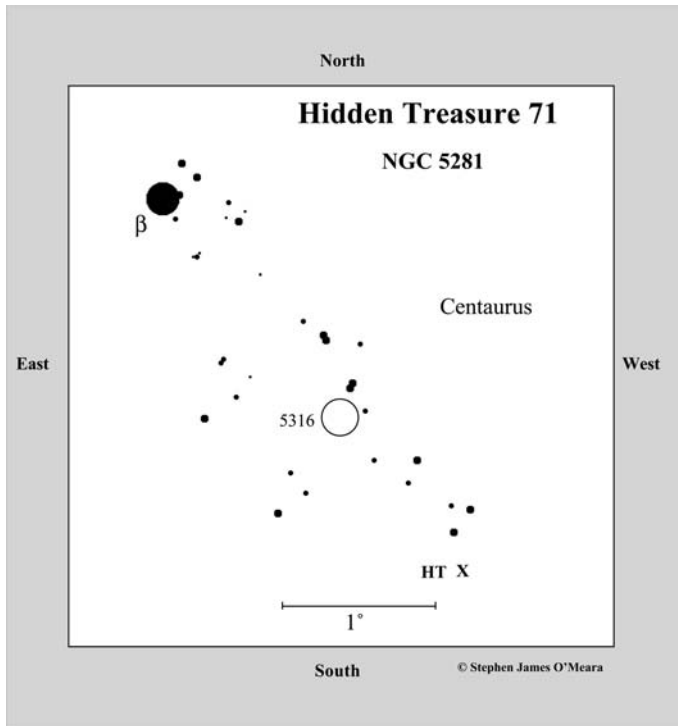 North
Hidden Treasure 71
NGC 5281
β
Centaurus
East
West
5316
HT X
1°
South
© Stephen James O'Meara